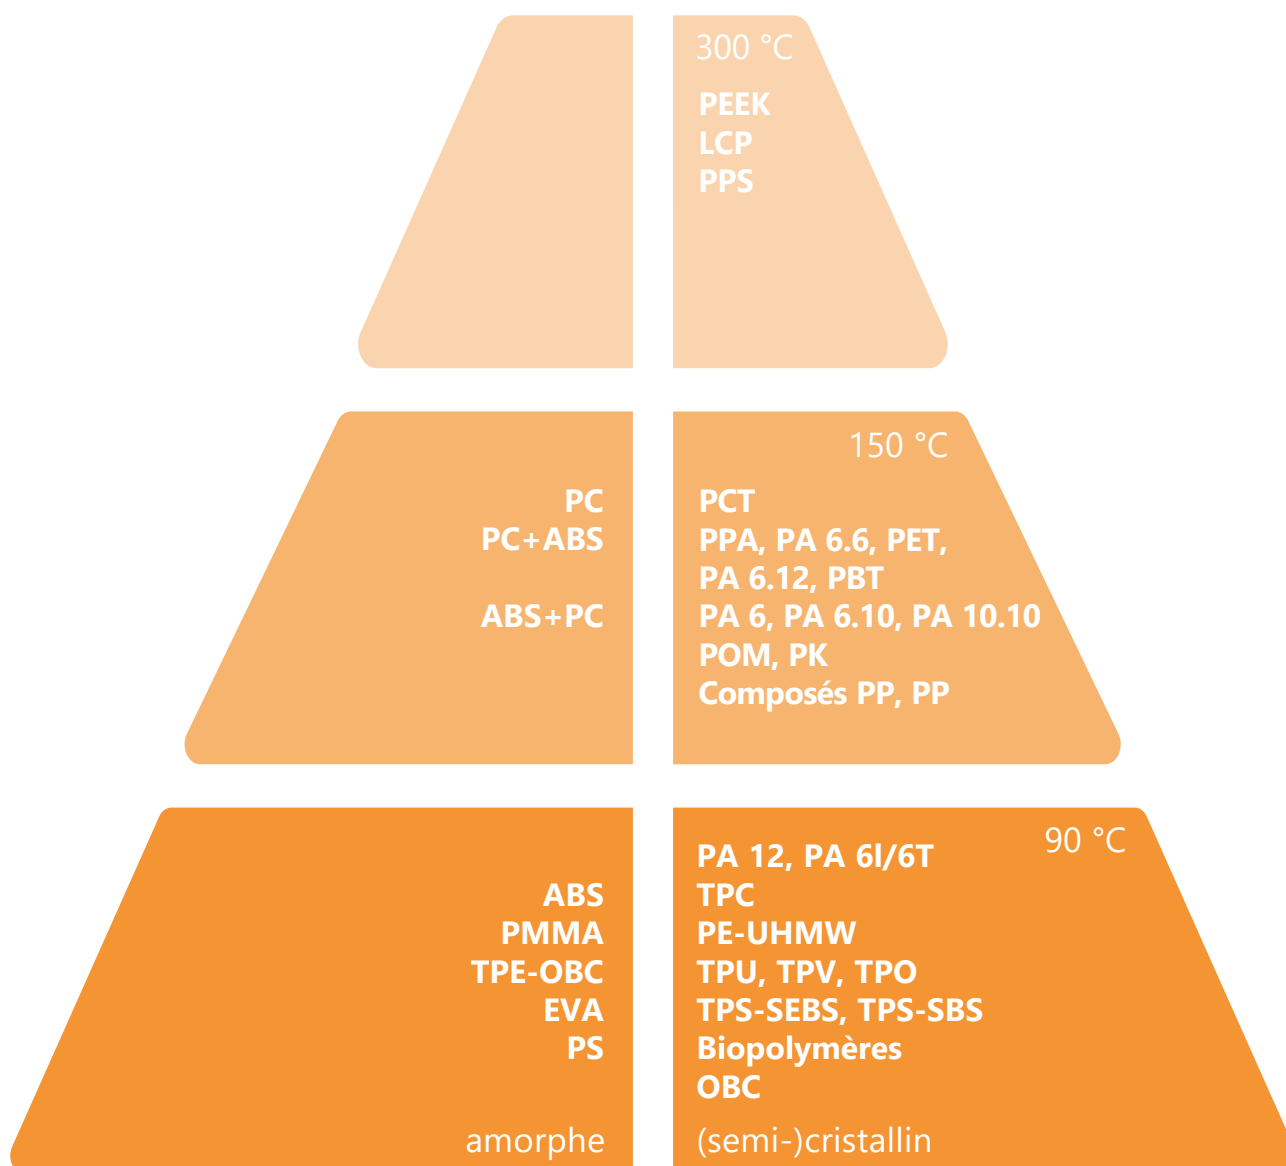 300 °C
PEEK
LCP
PPS
150 °C
PC
PC+ABS
ABS+PC
PCT
PPA, PA 6.6, PET,
PA 6.12, PBT
PA 6, PA 6.10, PA 10.10
POM, PK
Composés PP, PP
90 °C
ABS
PMMA
TPE-OBC
EVA
PS
amorphe
PA 12, PA 6l/6T
TPC
PE-UHMW
TPU, TPV, TPO
TPS-SEBS, TPS-SBS
Biopolymères
OBC
(semi-)cristallin